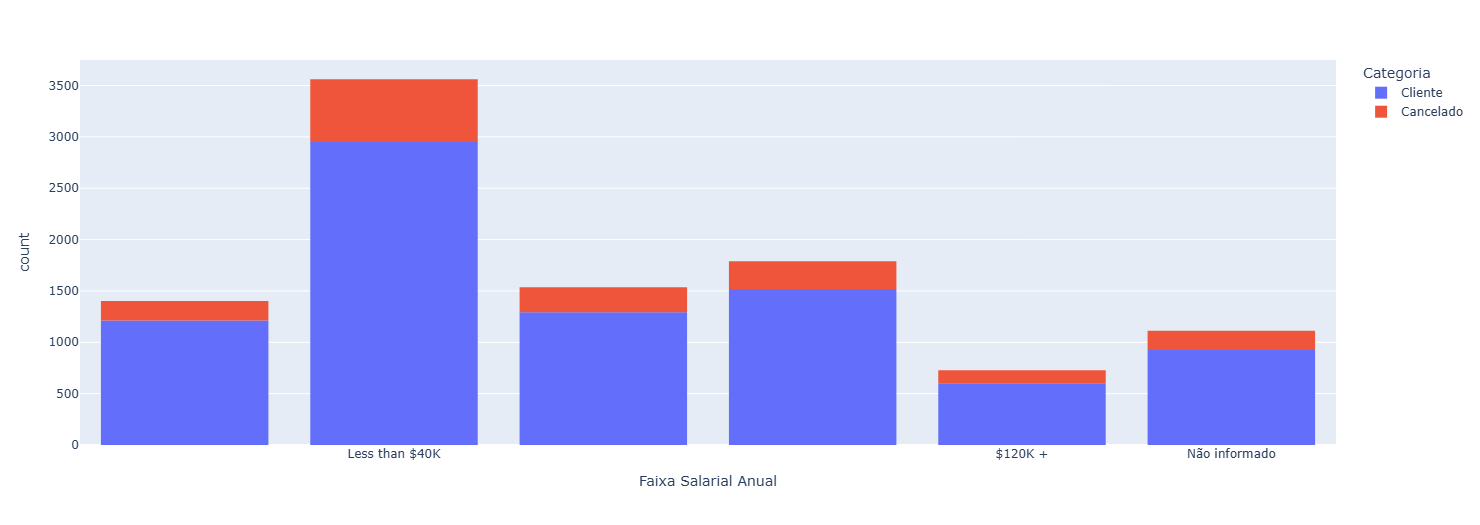 Categoria
Cliente
Cancelado
3500
3000
2500
2000
1500
1000
500
0
count
Less than $40K
$120K +
Não informado
Faixa Salarial Anual